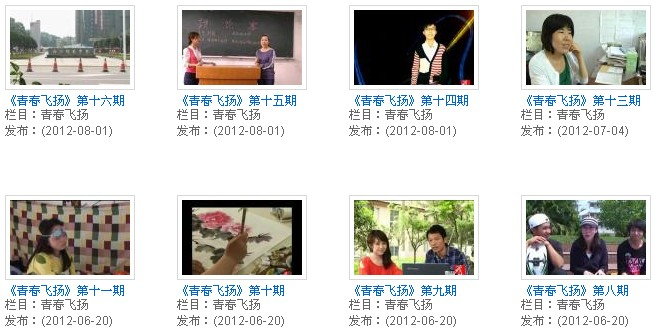 《青春飞扬》第十六期
栏目：青春飞扬
发布：(2012-08-01)
《青春飞扬》第十五期
栏目：青春飞扬
发布：(2012-08-01)
《青春飞扬》第十四期
栏目：青春飞扬
发布：(2012-08-01)
《青春飞扬》第十三期
栏目：青春飞扬
发布：(2012-07-04)
《青春飞扬》第十一期
栏目：青春飞扬
发布：(2012-06-20)
《青春飞扬》第十期
栏目：青春飞扬
发布：(2012-06-20)
《青春飞扬》第九期
栏目：青春飞扬
发布：(2012-06-20)
《青春飞扬》第八期
栏目：青春飞扬
发布：(2012-06-20)